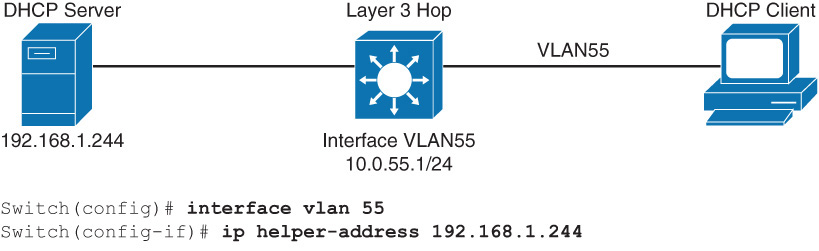 DHCP Server
Layer 3 Hop
DHCP Client
VLAN55
192.168.1.244
Interface VLAN55
10.0.55.1/24
Switch(config)# interface vlan 55
Switch(config-if)# ip helper-address 192.168.1.244